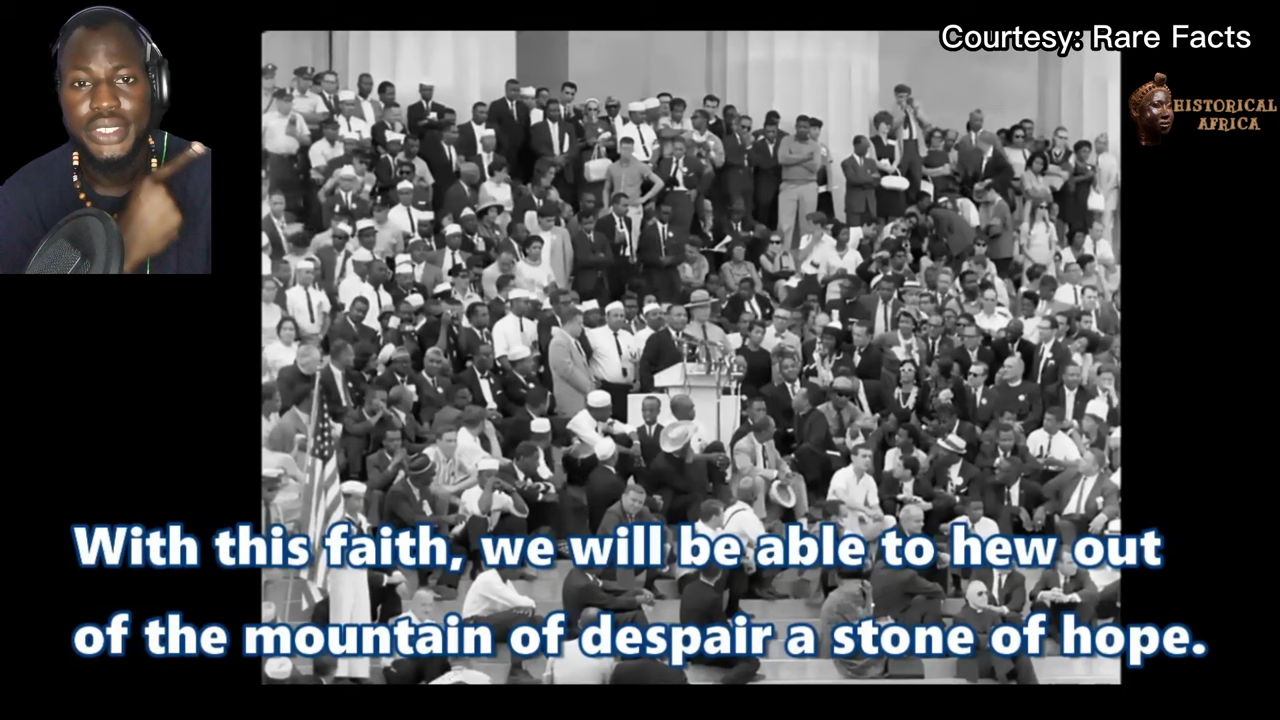 Courtesy: Rare Facts
HISTORICAL
AFRICA
With this faith, we will be able to hew out
of the mountain of despair a stone of hope.